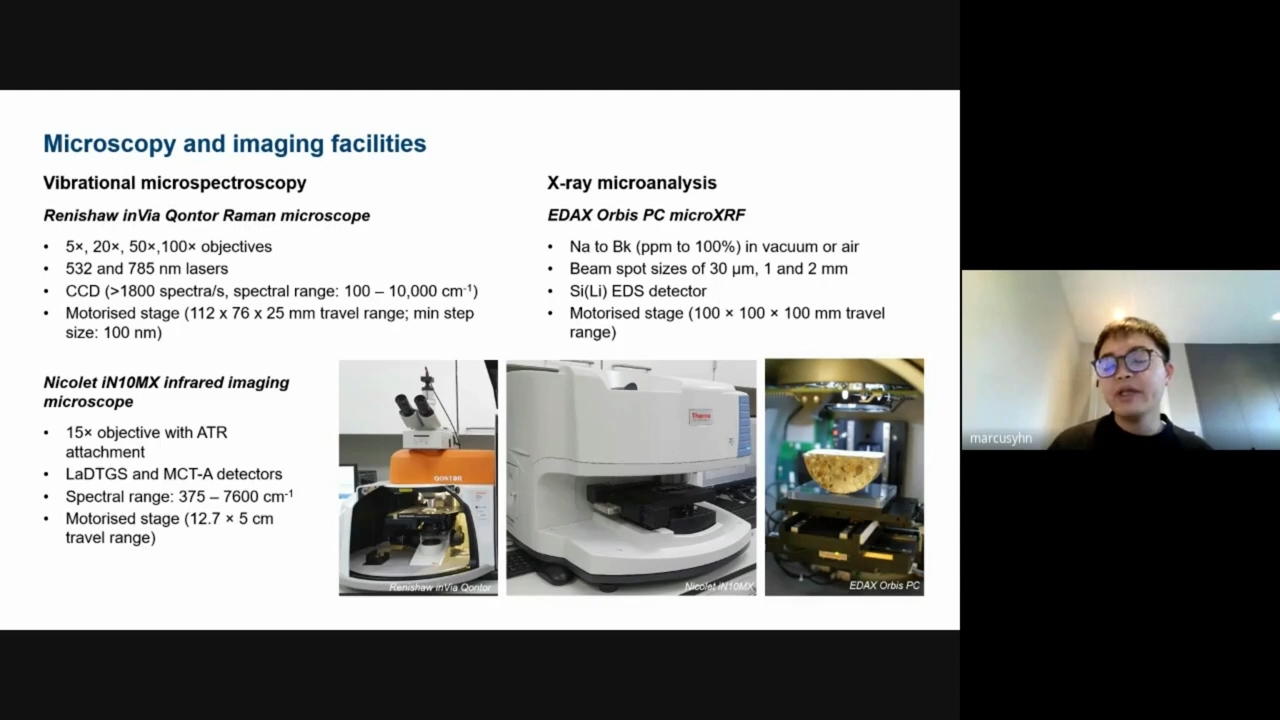 Microscopy and imaging facilities
Vibrational microspectroscopy
Renishaw inVia Qontor Raman microscope
• 5×, 20×, 50×,100× objectives
• 532 and 785 nm lasers
• CCD (>1800 spectra/s, spectral range: 100 – 10,000 cm⁻¹)
• Motorised stage (112 x 76 x 25 mm travel range; min step
size: 100 nm)
Nicolet iN10MX infrared imaging
microscope
• 15× objective with ATR
attachment
• LaDTGS and MCT-A detectors
• Spectral range: 375 – 7600 cm⁻¹
• Motorised stage (12.7 × 5 cm
travel range)
X-ray microanalysis
EDAX Orbis PC microXRF
• Na to Bk (ppm to 100%) in vacuum or air
• Beam spot sizes of 30 µm, 1 and 2 mm
• Si(Li) EDS detector
• Motorised stage (100 × 100 × 100 mm travel
range)
QONTOR
Renishaw inVia Qontor
Thermo
Nicolet iN10MX
EDAX Orbis PC
marcusyhn